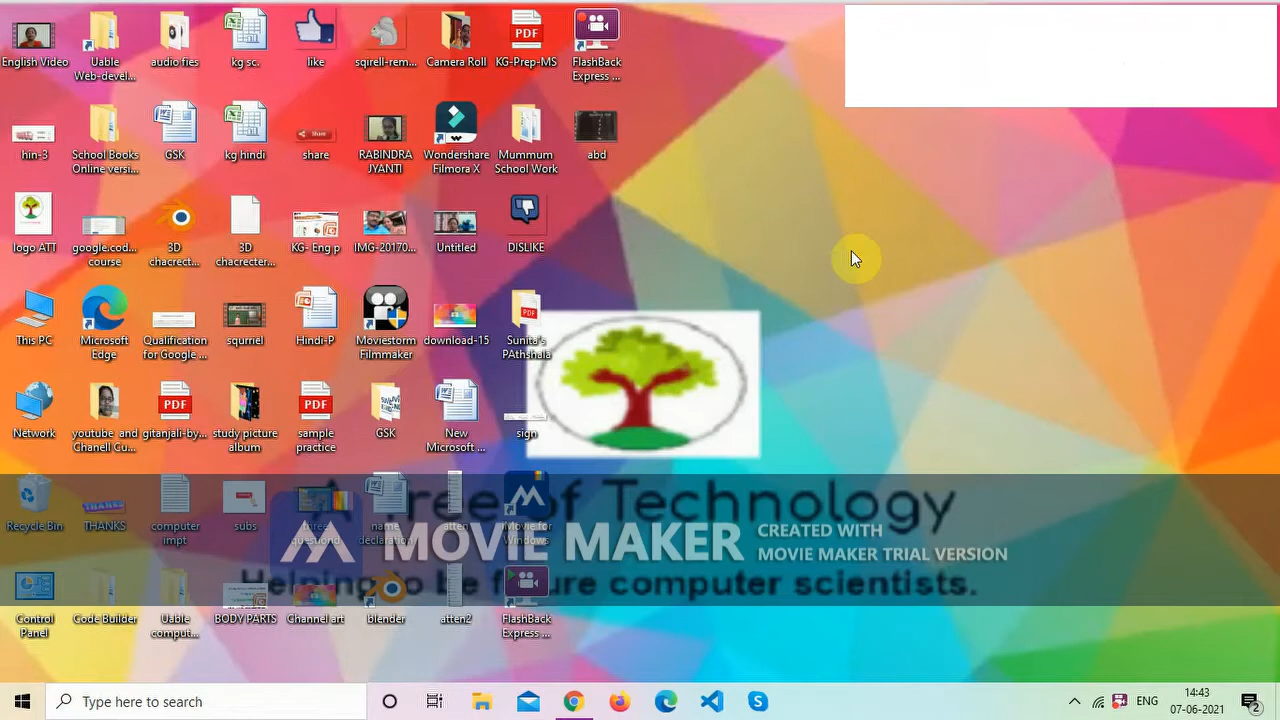 English Video
Uable
Web-devel...
audio fies
kg sc.
like
sqirell-rem...
Camera Roll
PDF
KG-Prep-MS
FlashBack
Express ...
hin-3
School Books
Online versi...
GSK
kg hindi
Share
share
RABINDRA
JYANTI
Wondershare
Filmora X
Mummum
School Work
abd
logo ATT
google.cod...
course
3D
chacrect...
3D
chacrecter...
KG- Eng p
IMG-20170...
Untitled
DISLIKE
This PC
Microsoft
Edge
Qualification
for Google ...
squrriel
Hindi-P
Moviestorm
Filmmaker
download-15
PDF
Sunita's
PAthshala
Network
youtube and
Chanell Cu...
PDF
gitanjali-by...
study picture
album
PDF
sample
practice
GSK
New
Microsoft ...
sign
Recycle Bin
THANKS
THANKS
computer
impt
subs
three
questiond
name
declaration
atten
iMovie for
Windows
A Tree of Technology
MOVIE MAKER
CREATED WITH
MOVIE MAKER TRIAL VERSION
Helping to be future computer scientists.
Control
Panel
Code Builder
Uable
comput...
BODY PARTS
Channel art
blender
atten2
FlashBack
Express ...
Type here to search
ENG
14:43
07-06-2021
2